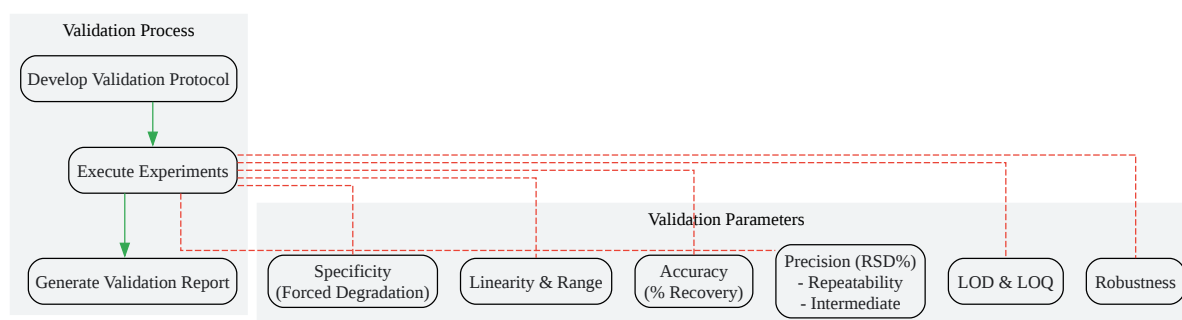 Validation Process
Develop Validation Protocol
Execute Experiments
Generate Validation Report
Validation Parameters
Specificity
(Forced Degradation)
Linearity & Range
Accuracy
(% Recovery)
Precision (RSD%)
- Repeatability
- Intermediate
LOD & LOQ
Robustness